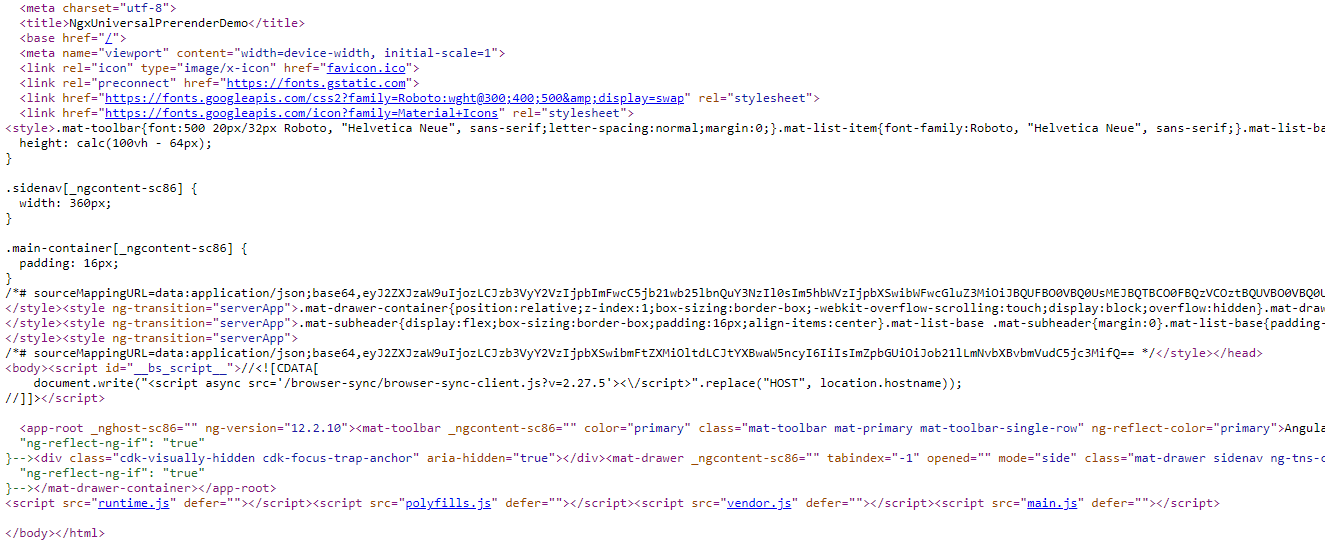 <meta charset="utf-8">
<title>NgxUniversalPrerenderDemo</title>
<base href="/">
<meta name="viewport" content="width=device-width, initial-scale=1">
<link rel="icon" type="image/x-icon" href="favicon.ico">
<link rel="preconnect" href="https://fonts.gstatic.com">
<link href="https://fonts.googleapis.com/css2?family=Roboto:wght@300;400;500&amp;display=swap" rel="stylesheet">
<link href="https://fonts.googleapis.com/icon?family=Material+Icons" rel="stylesheet">
<style>.mat-toolbar{font:500 20px/32px Roboto, "Helvetica Neue", sans-serif;letter-spacing:normal;margin:0;}.mat-list-item{font-family:Roboto, "Helvetica Neue", sans-serif;}.mat-list-ba
height: calc(100vh - 64px);
}
.sidenav[_ngcontent-sc86] {
width: 360px;
}
.main-container[_ngcontent-sc86] {
padding: 16px;
}
/*# sourceMappingURL=data:application/json;base64,
</style><style ng-transition="serverApp">.mat-drawer-container{position:relative;z-index:1;box-sizing:border-box;-webkit-overflow-scrolling:touch;display:block;overflow:hidden}.mat-draw
</style><style ng-transition="serverApp">.mat-subheader{display:flex;box-sizing:border-box;padding:16px;align-items:center}.mat-list-base .mat-subheader{margin:0}.mat-list-base{padding-
</style><style ng-transition="serverApp">
/*# sourceMappingURL=data:application/json;base64, */</style></head>
<body><script id="__bs_script__">//<![CDATA[
document.write("<script async src='/browser-sync/browser-sync-client.js?v=2.27.5'><\/script>".replace("HOST", location.hostname));
//]]></script>
<app-root _nghost-sc86="" ng-version="12.2.10"><mat-toolbar _ngcontent-sc86="" color="primary" class="mat-toolbar mat-primary mat-toolbar-single-row" ng-reflect-color="primary">Angula
"ng-reflect-ng-if": "true"
}--><div class="cdk-visually-hidden cdk-focus-trap-anchor" aria-hidden="true"></div><mat-drawer _ngcontent-sc86="" tabindex="-1" opened="" mode="side" class="mat-drawer sidenav ng-tns-c
"ng-reflect-ng-if": "true"
}--></mat-drawer-container></app-root>
<script src="runtime.js" defer=""></script><script src="polyfills.js" defer=""></script><script src="vendor.js" defer=""></script><script src="main.js" defer=""></script>
</body></html>